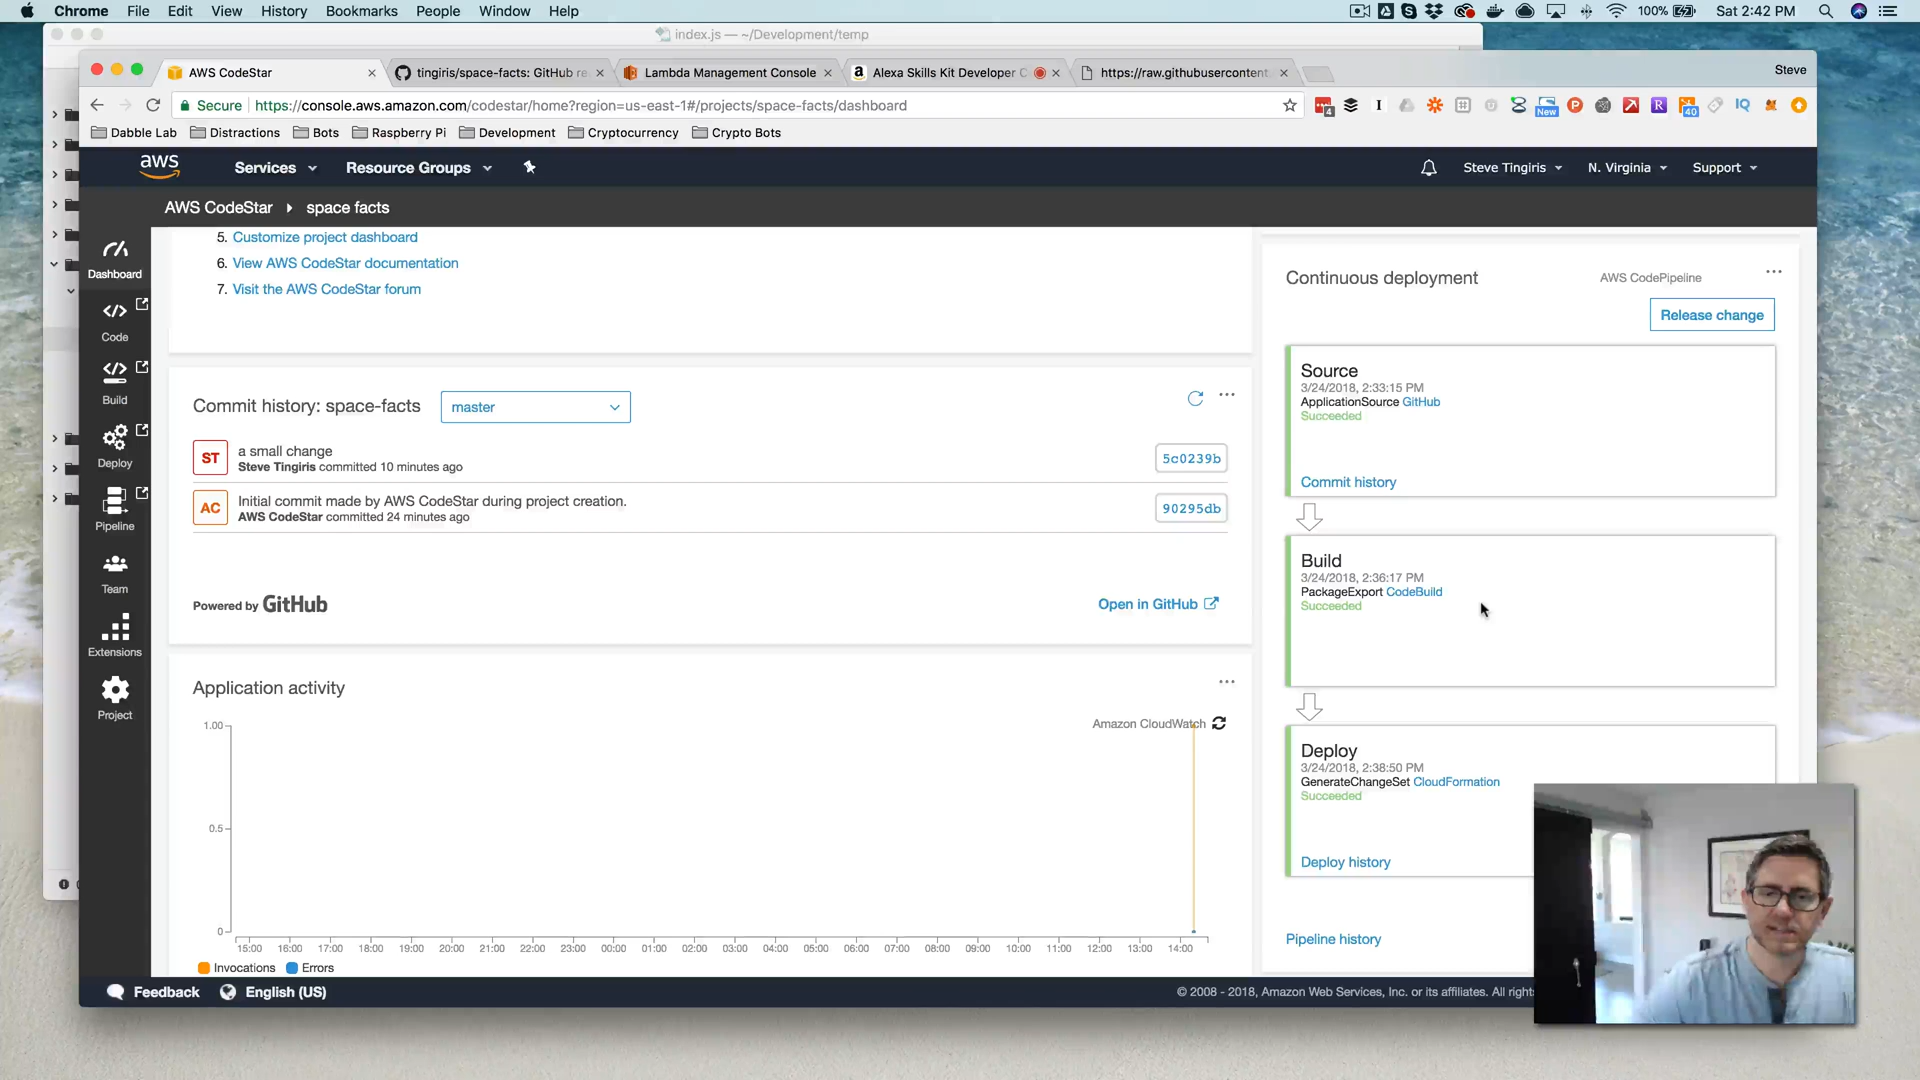 Chrome File Edit View History Bookmarks People Window Help 100% Sat 2:42 PM
index.js — ~/Development/temp
AWS CodeStar tingiris/space-facts: GitHub re Lambda Management Console Alexa Skills Kit Developer C https://raw.githubusercontent. Steve
Secure https://console.aws.amazon.com/codestar/home?region=us-east-1#/projects/space-facts/dashboard
Dabble Lab Distractions Bots Raspberry Pi Development Cryptocurrency Crypto Bots
aws Services Resource Groups Steve Tingiris N. Virginia Support
AWS CodeStar space facts
Dashboard
Code
Build
Deploy
Pipeline
Team
Extensions
Project
5. Customize project dashboard
6. View AWS CodeStar documentation
7. Visit the AWS CodeStar forum
Commit history: space-facts master
ST a small change
Steve Tingiris committed 10 minutes ago
5c0239b
AC Initial commit made by AWS CodeStar during project creation.
AWS CodeStar committed 24 minutes ago
90295db
Powered by GitHub Open in GitHub
Application activity
Amazon CloudWatch
1.00
0.5
0
15:00 16:00 17:00 18:00 19:00 20:00 21:00 22:00 23:00 00:00 01:00 02:00 03:00 04:00 05:00 06:00 07:00 08:00 09:00 10:00 11:00 12:00 13:00 14:00
Invocations Errors
Continuous deployment AWS CodePipeline
Release change
Source
3/24/2018, 2:33:15 PM
ApplicationSource GitHub
Succeeded
Commit history
Build
3/24/2018, 2:36:17 PM
PackageExport CodeBuild
Succeeded
Deploy
3/24/2018, 2:38:50 PM
GenerateChangeSet CloudFormation
Succeeded
Deploy history
Pipeline history
Feedback English (US) © 2008 - 2018, Amazon Web Services, Inc. or its affiliates. All right